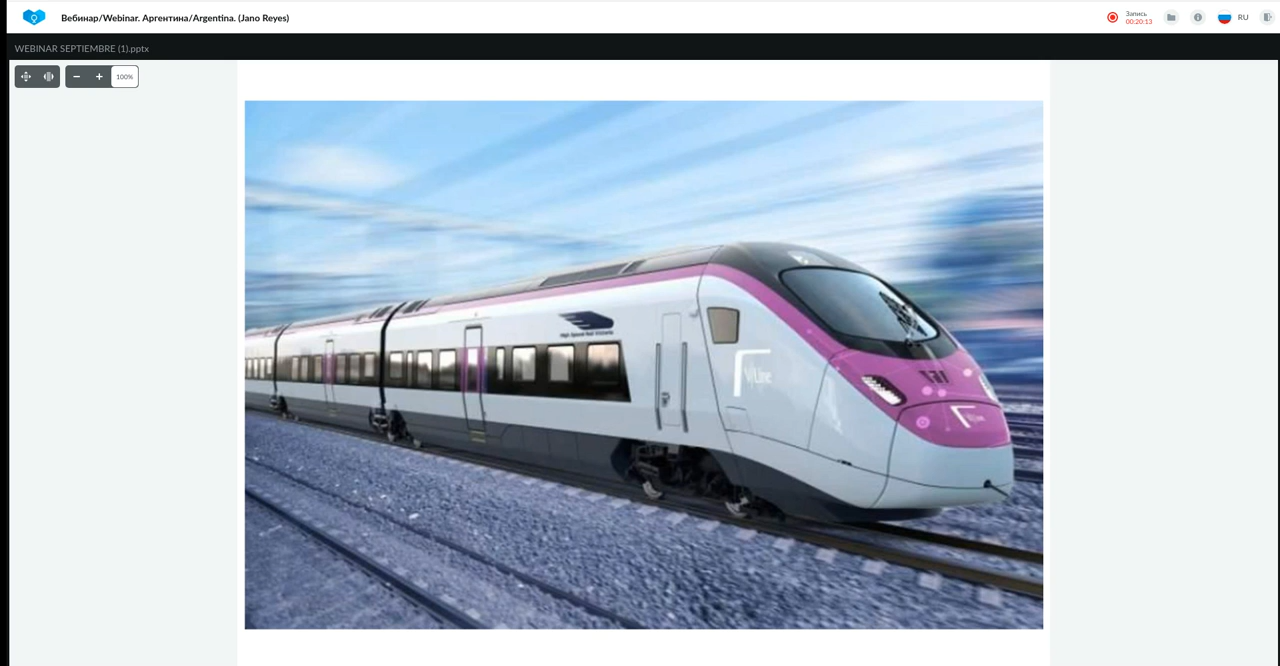 Вебинар/Webinar. Аргентина/Argentina. (Jano Reyes)
Запись
00:20:13
RU
WEBINAR SEPTIEMBRE (1).pptx
100%
High Speed Rail Victoria
V/Line
V/Line